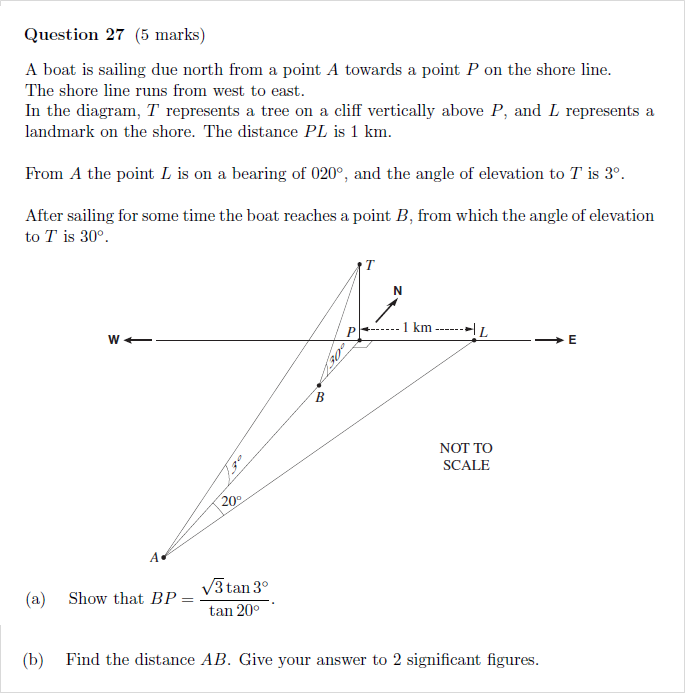 Question 27 (5 marks)
A boat is sailing due north from a point A towards a point P on the shore line.
The shore line runs from west to east.
In the diagram, T represents a tree on a cliff vertically above P, and L represents a
landmark on the shore. The distance PL is 1 km.
From A the point L is on a bearing of 020°, and the angle of elevation to T is 3°.
After sailing for some time the boat reaches a point B, from which the angle of elevation
to T is 30°.
T
N
P
1 km
L
W
E
30°
B
NOT TO
SCALE
3°
20°
A
(a) Show that BP = √3 tan 3° / tan 20°.
(b) Find the distance AB. Give your answer to 2 significant figures.